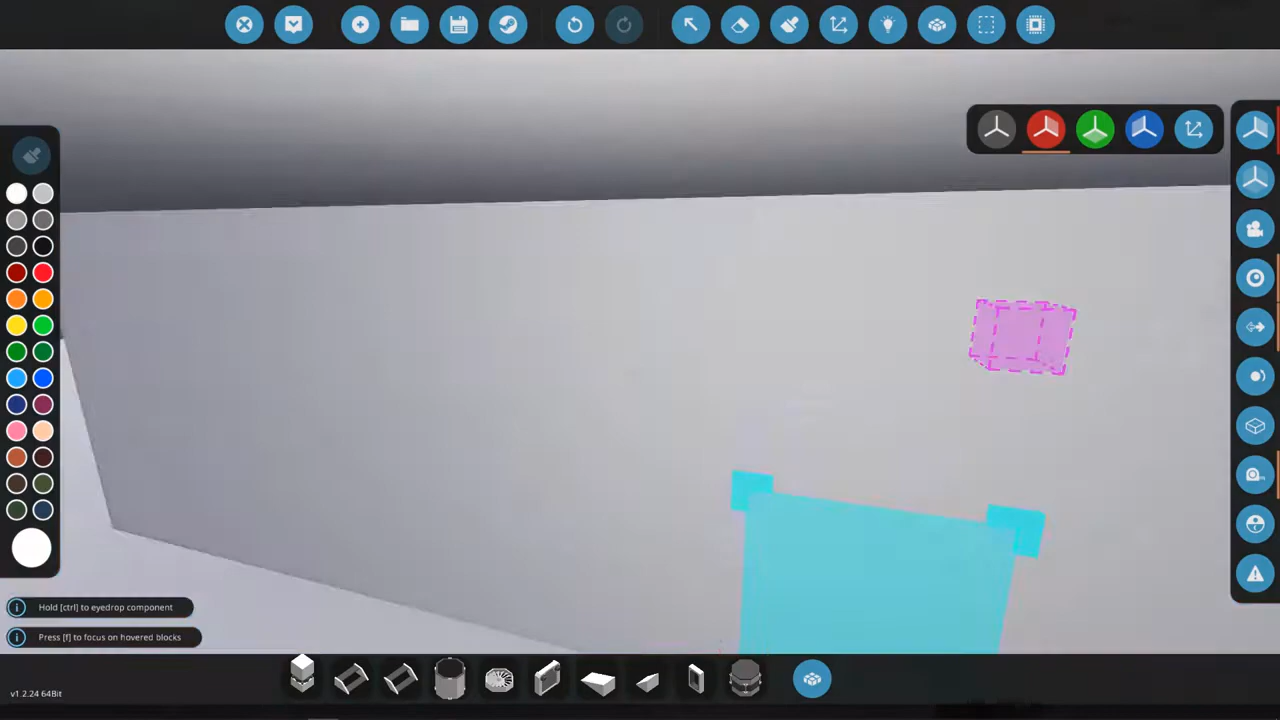 Hold [ctrl] to eyedrop component
Press [f] to focus on hovered blocks
v1.2.24 64Bit